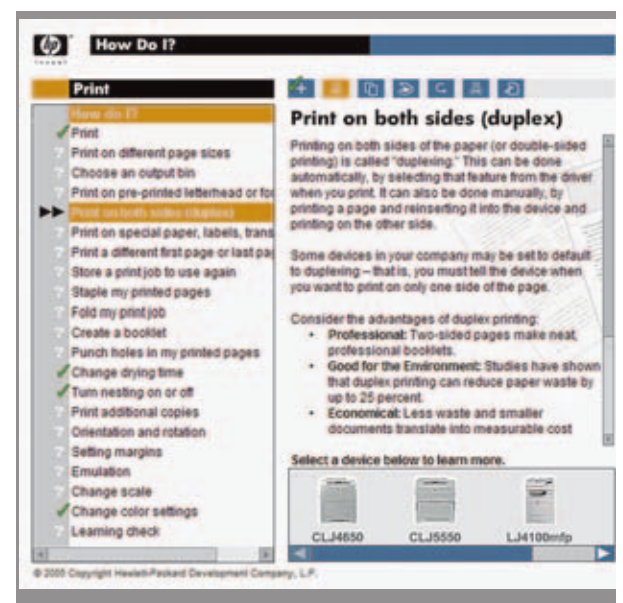 hp
invent
How Do I?
Print
How do I?
Print
Print on different page sizes
Choose an output bin
Print on pre-printed letterhead or for
Print on both sides (duplex)
Print on special paper, labels, trans
Print a different first page or last pag
Store a print job to use again
Staple my printed pages
Fold my print job
Create a booklet
Punch holes in my printed pages
Change drying time
Turn nesting on or off
Print additional copies
Orientation and rotation
Setting margins
Emulation
Change scale
Change color settings
Learning check
Print on both sides (duplex)
Printing on both sides of the paper (or double-sided
printing) is called "duplexing." This can be done
automatically, by selecting that feature from the driver
when you print. It can also be done manually, by
printing a page and reinserting it into the device and
printing on the other side.
Some devices in your company may be set to default
to duplexing – that is, you must tell the device when
you want to print on only one side of the page.
Consider the advantages of duplex printing:
• Professional: Two-sided pages make neat,
professional booklets.
• Good for the Environment: Studies have shown
that duplex printing can reduce paper waste by
up to 25 percent.
• Economical: Less waste and smaller
documents translate into measurable cost
Select a device below to learn more.
CLJ4650 CLJ5550 LJ4100mfp
© 2005 Copyright Hewlett-Packard Development Company, L.P.